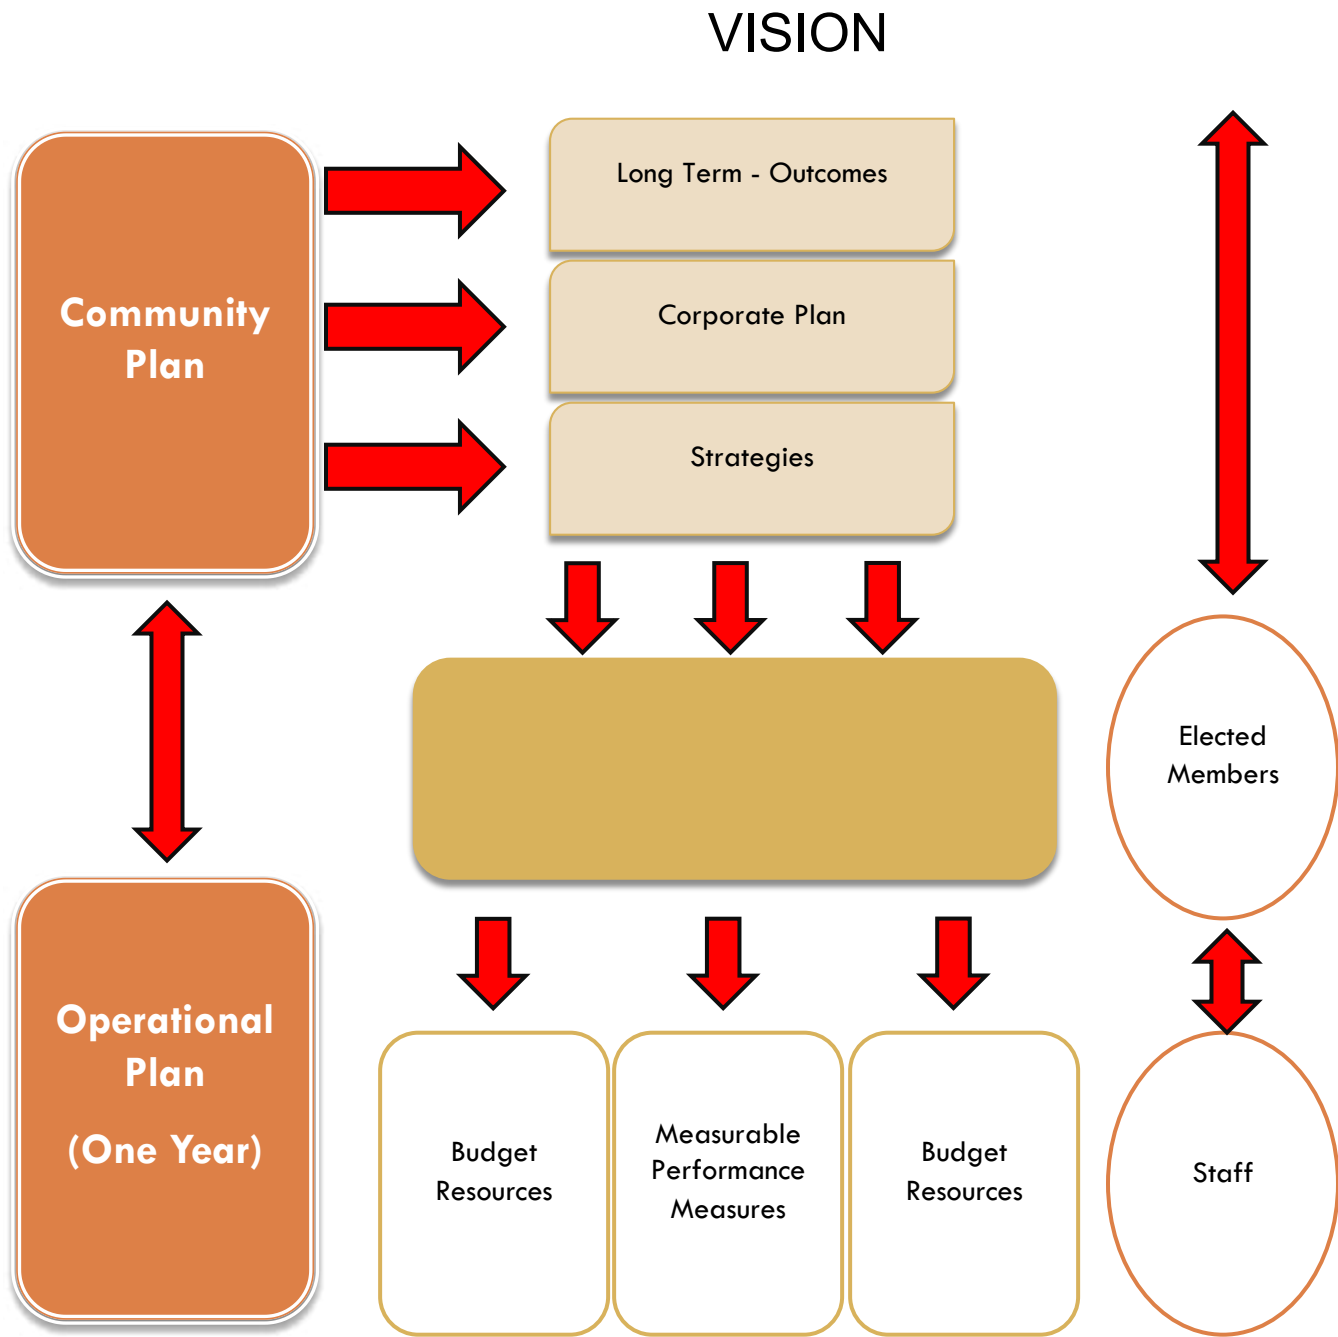 VISION
Community
Plan
Long Term - Outcomes
Corporate Plan
Strategies
Elected
Members
Operational
Plan
(One Year)
Budget
Resources
Measurable
Performance
Measures
Budget
Resources
Staff